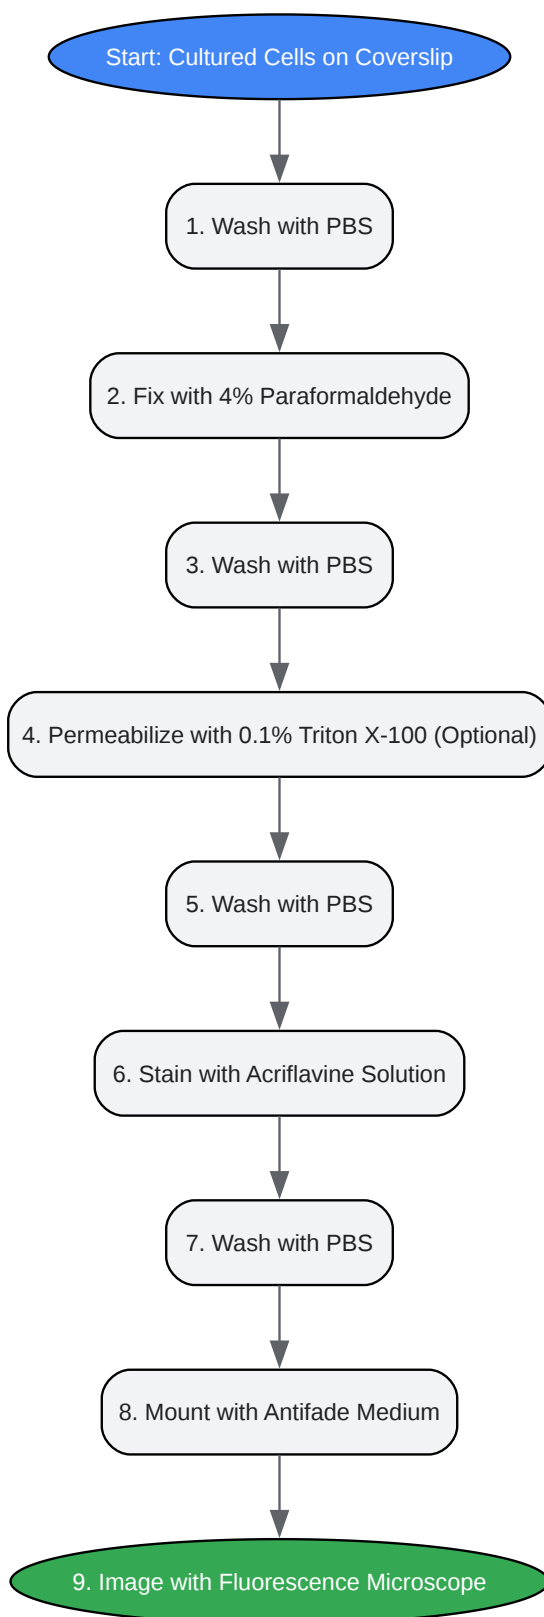 Start: Cultured Cells on Coverslip
1. Wash with PBS
2. Fix with 4% Paraformaldehyde
3. Wash with PBS
4. Permeabilize with 0.1% Triton X-100 (Optional)
5. Wash with PBS
6. Stain with Acriflavine Solution
7. Wash with PBS
8. Mount with Antifade Medium
9. Image with Fluorescence Microscope